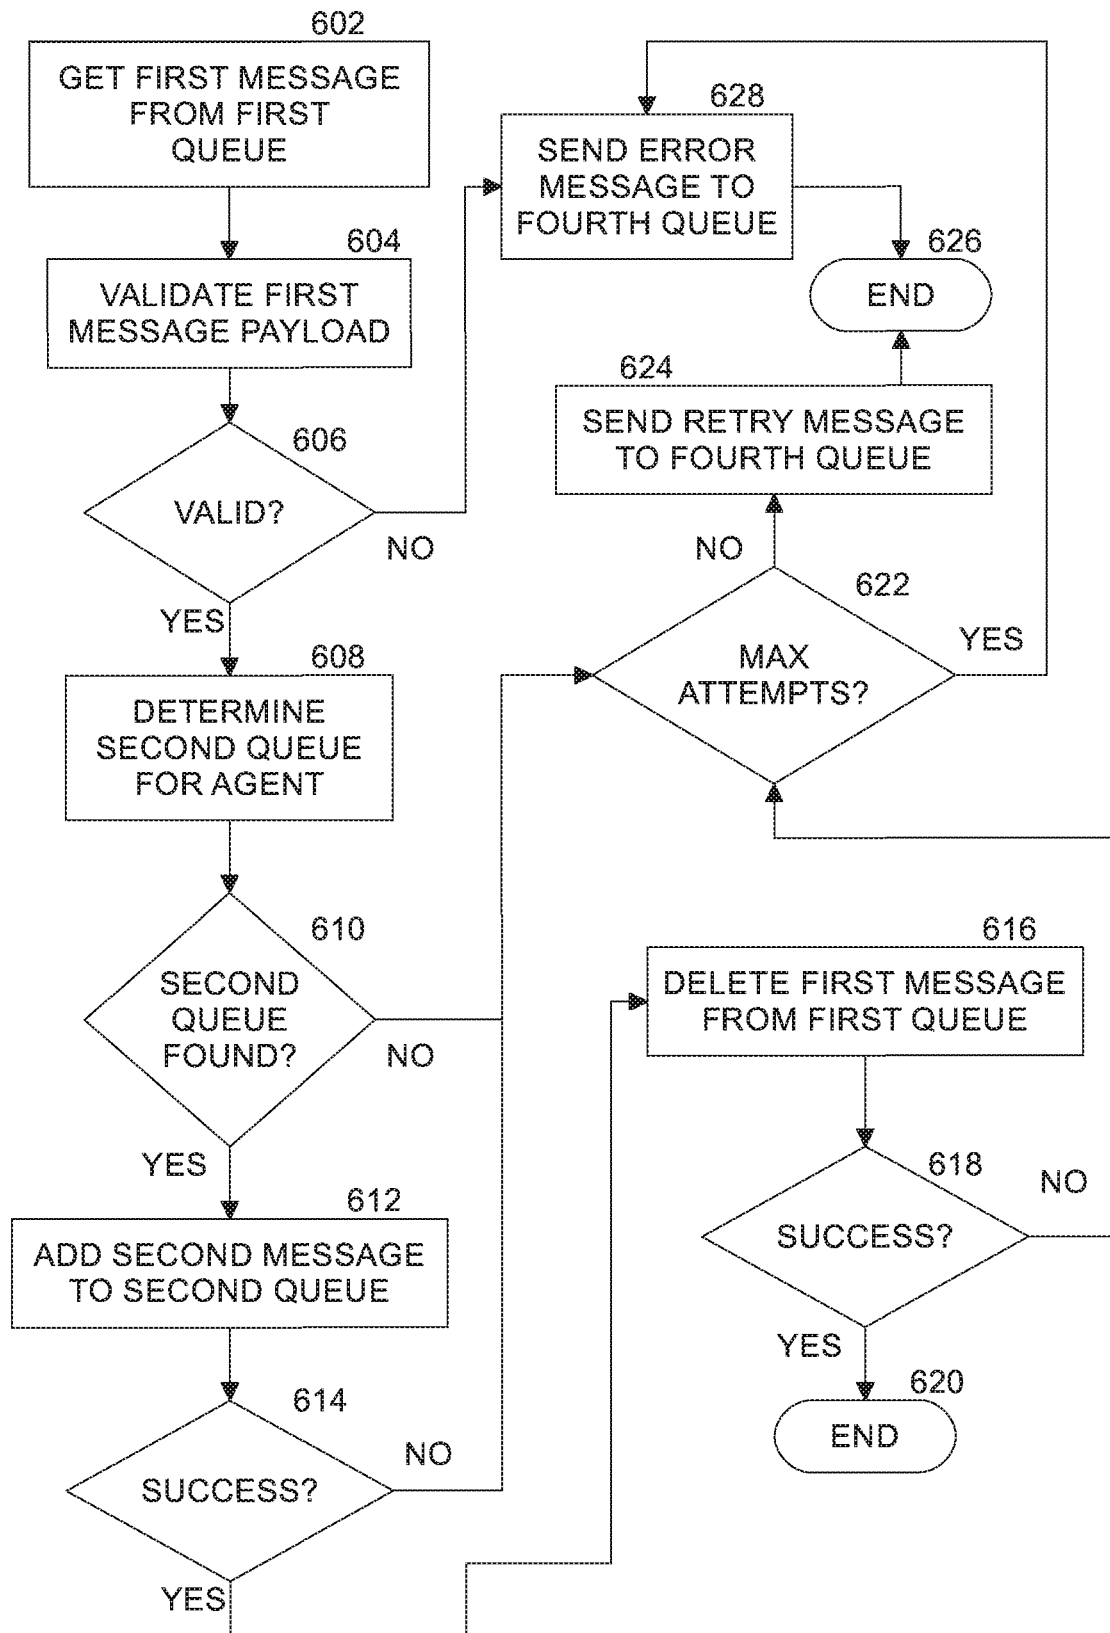 602
GET FIRST MESSAGE
FROM FIRST
QUEUE
604
VALIDATE FIRST
MESSAGE PAYLOAD
606
VALID?
NO
YES
608
DETERMINE
SECOND QUEUE
FOR AGENT
610
SECOND
QUEUE
FOUND?
NO
YES
612
ADD SECOND MESSAGE
TO SECOND QUEUE
614
SUCCESS?
NO
YES
628
SEND ERROR
MESSAGE TO
FOURTH QUEUE
626
END
624
SEND RETRY MESSAGE
TO FOURTH QUEUE
NO
622
MAX
ATTEMPTS?
YES
616
DELETE FIRST MESSAGE
FROM FIRST QUEUE
618
SUCCESS?
NO
YES
620
END